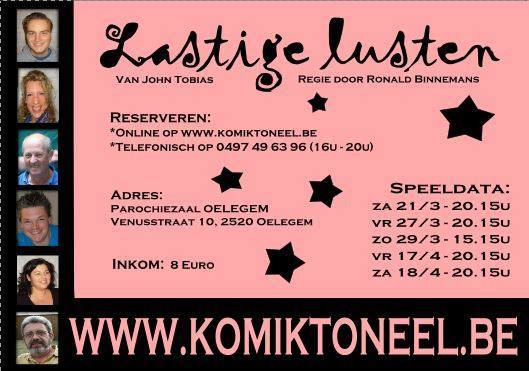 Lastige lusten
Van John Tobias
Regie door Ronald Binnemans
Reserveren:
*Online op www.komiktoneel.be
*Telefonisch op 0497 49 63 96 (16u - 20u)
Adres:
Parochiezaal OELEGEM
Venusstraat 10, 2520 Oelegem
Inkom: 8 Euro
Speeldata:
za 21/3 - 20.15u
vr 27/3 - 20.15u
zo 29/3 - 15.15u
vr 17/4 - 20.15u
za 18/4 - 20.15u
WWW.KOMIKTONEEL.BE